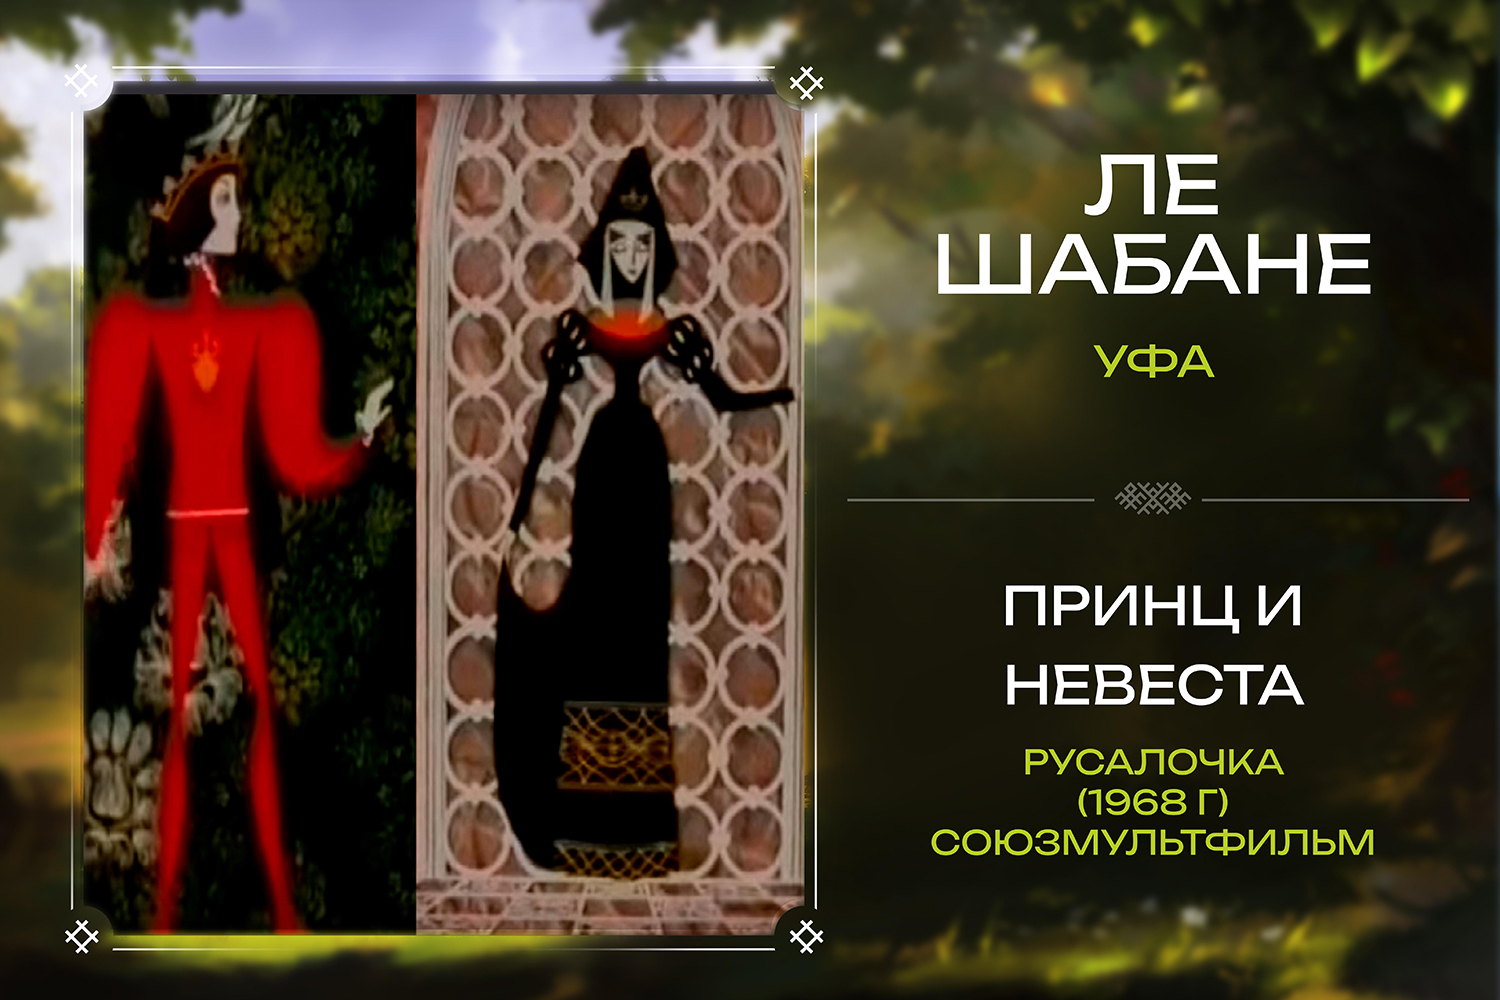 ЛЕ
ШАБАНЕ
УФА
ПРИНЦ И
НЕВЕСТА
РУСАЛОЧКА
(1968 Г)
СОЮЗМУЛЬТФИЛЬМ